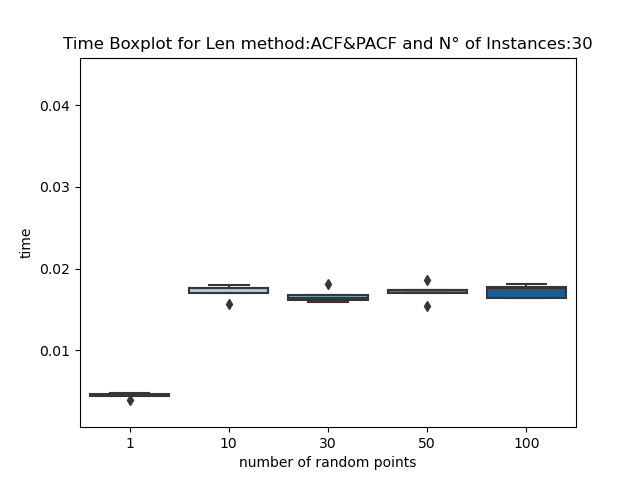 Time Boxplot for Len method:ACF&PACF and N° of Instances:30
0.04
0.03
0.02
0.01
time
1 10 30 50 100
number of random points